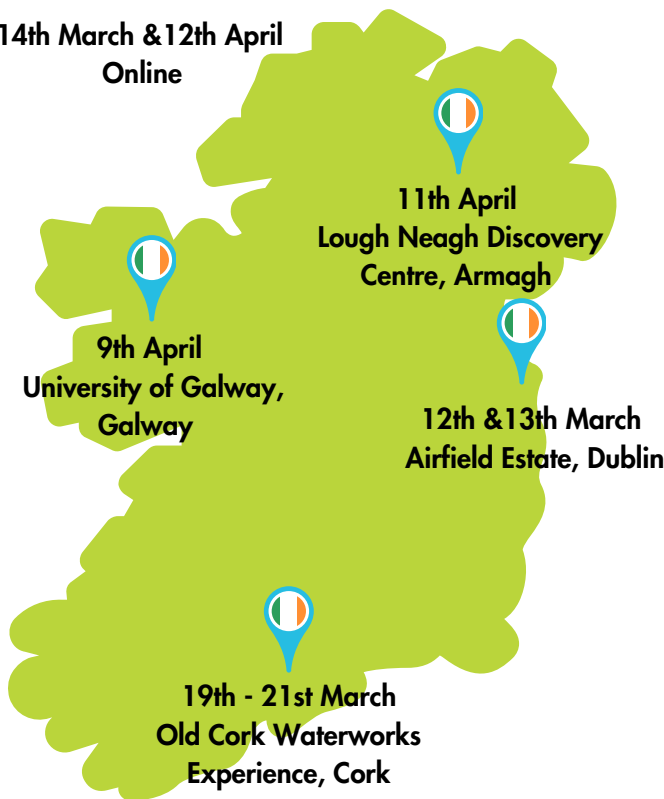 14th March &12th April
Online
11th April
Lough Neagh Discovery
Centre, Armagh
9th April
University of Galway,
Galway
12th &13th March
Airfield Estate, Dublin
19th - 21st March
Old Cork Waterworks
Experience, Cork